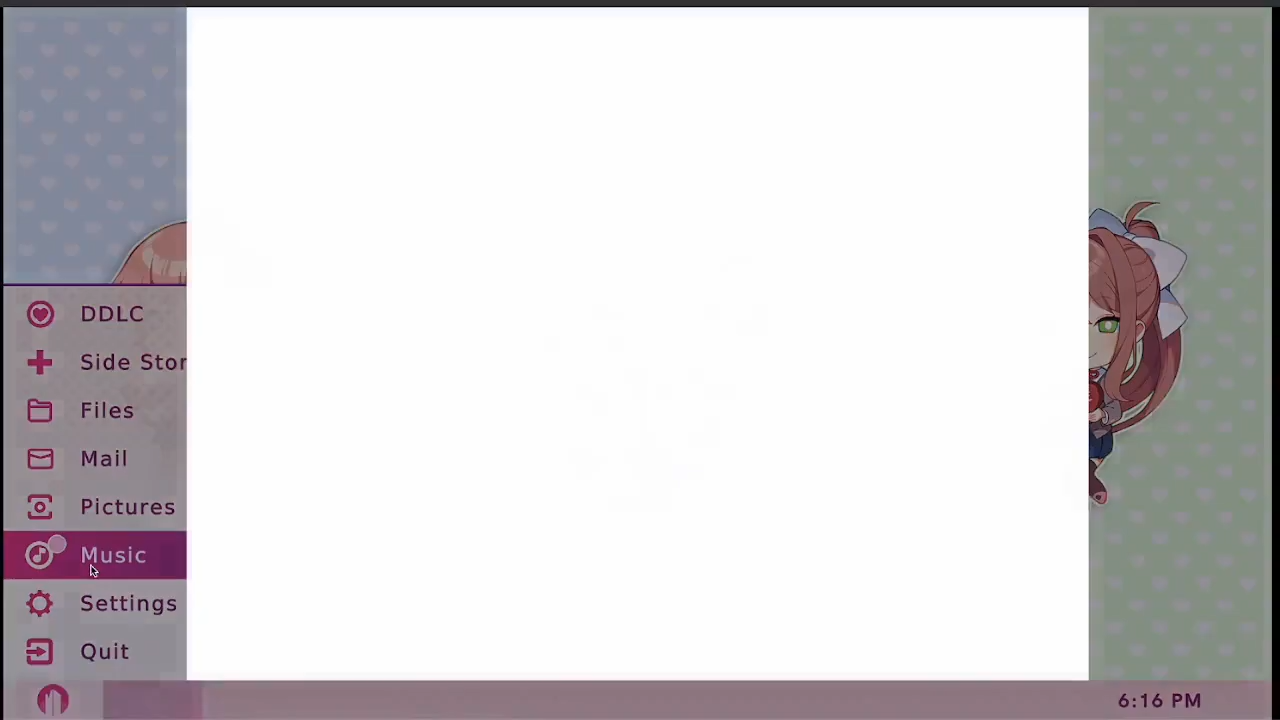 DDLC
Side Stor
Files
Mail
Pictures
Music
Settings
Quit
6:16 PM